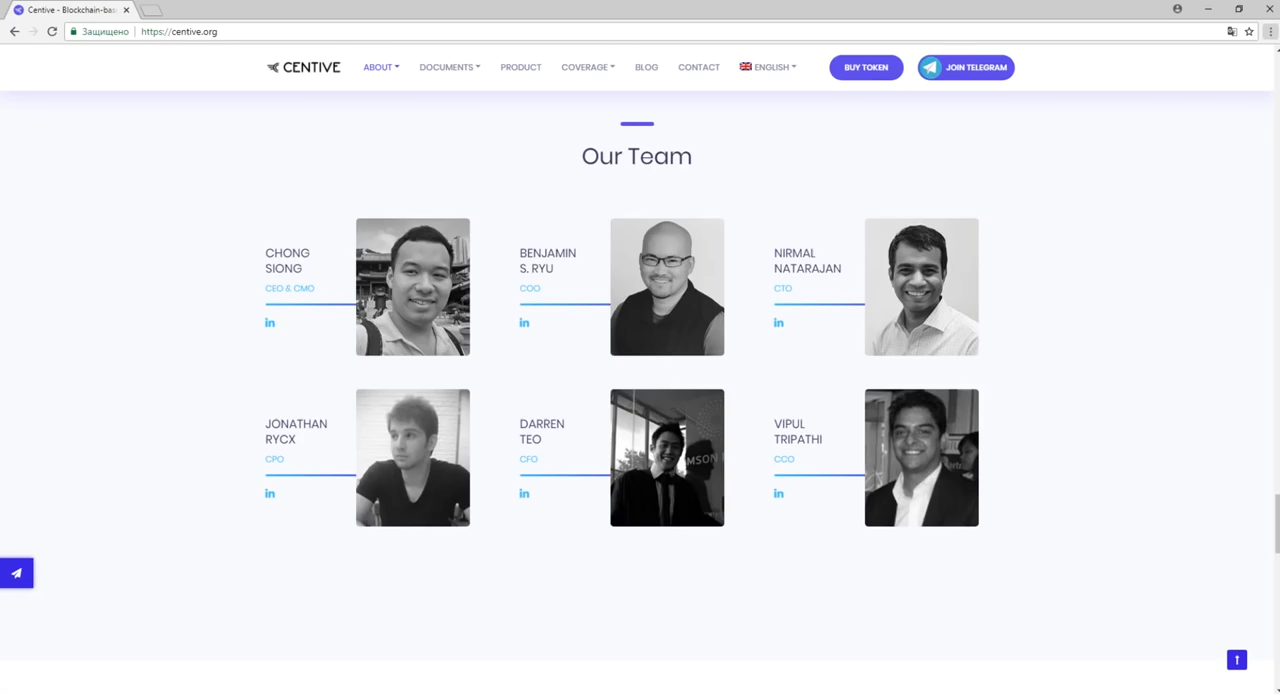 Centive - Blockchain-bas
Защищено
https://centive.org
CENTIVE
ABOUT
DOCUMENTS
PRODUCT
COVERAGE
BLOG
CONTACT
ENGLISH
BUY TOKEN
JOIN TELEGRAM
Our Team
CHONG
SIONG
CEO & CMO
in
BENJAMIN
S. RYU
COO
in
NIRMAL
NATARAJAN
CTO
in
JONATHAN
RYCX
CPO
in
DARREN
TEO
CFO
in
MSON
VIPUL
TRIPATHI
CCO
in